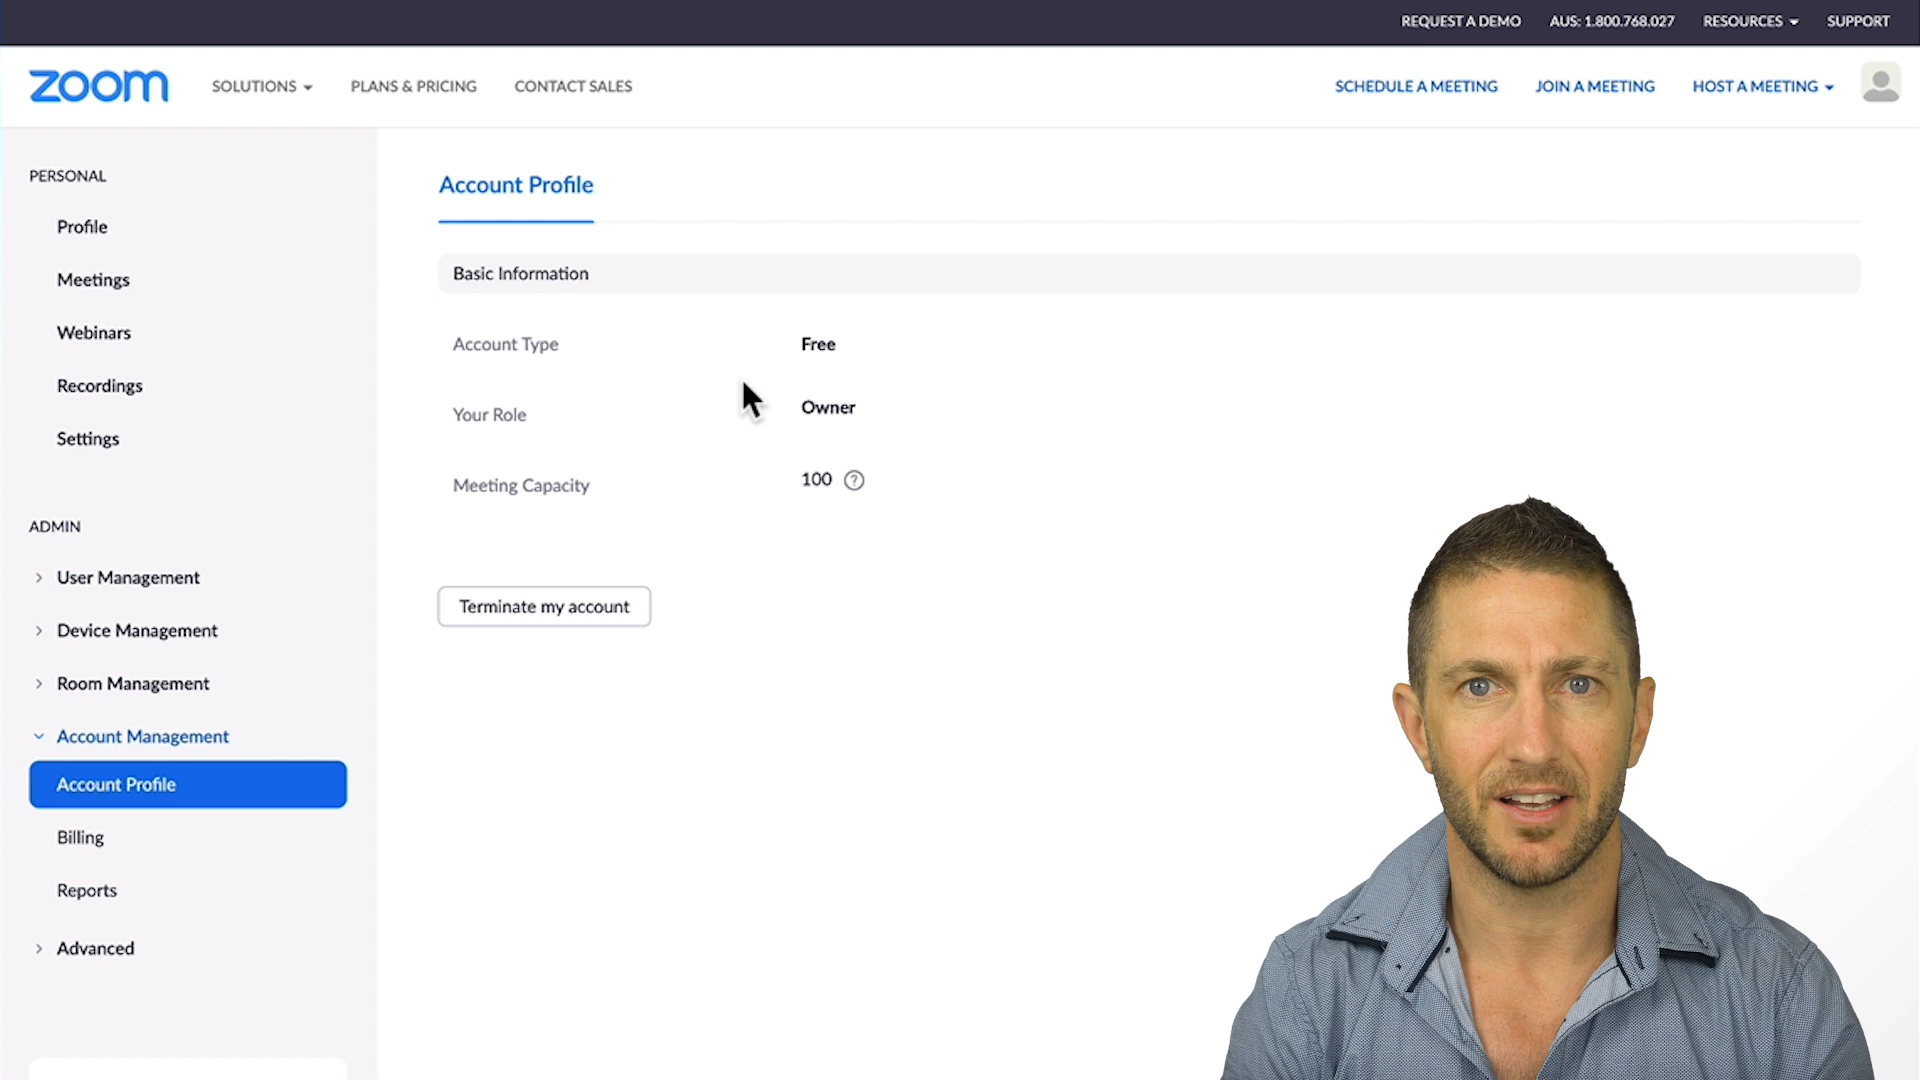 REQUEST A DEMO AUS: 1.800.768.027 RESOURCES SUPPORT
zoom SOLUTIONS PLANS & PRICING CONTACT SALES SCHEDULE A MEETING JOIN A MEETING HOST A MEETING
PERSONAL
Profile
Meetings
Webinars
Recordings
Settings
ADMIN
User Management
Device Management
Room Management
Account Management
Account Profile
Billing
Reports
Advanced
Account Profile
Basic Information
Account Type Free
Your Role Owner
Meeting Capacity 100 ?
Terminate my account